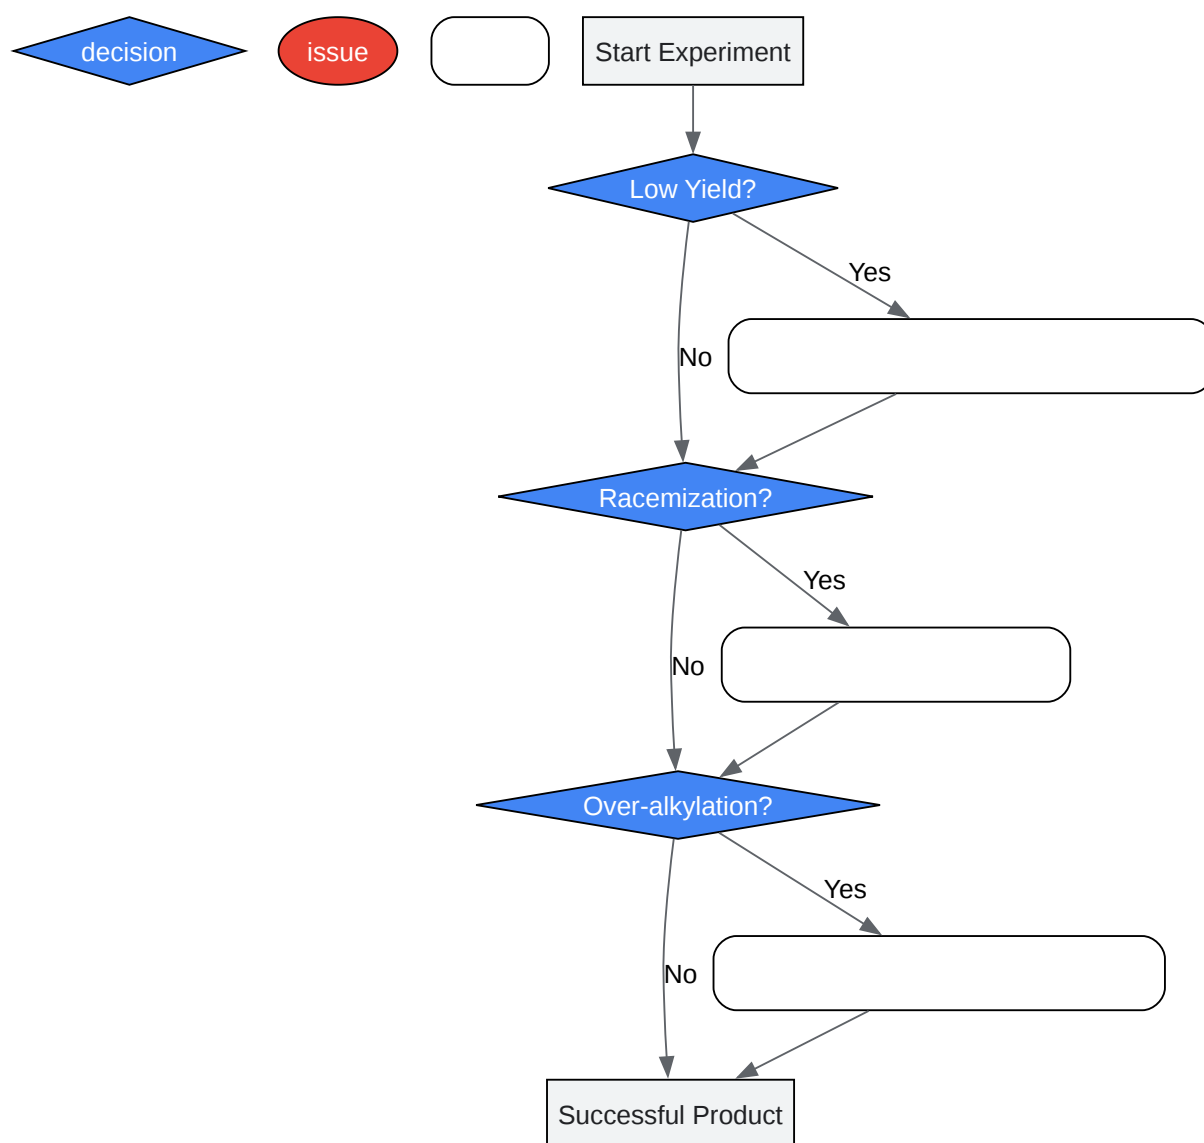 decision
issue
Start Experiment
Low Yield?
Yes
No
Racemization?
Yes
No
Over-alkylation?
Yes
No
Successful Product